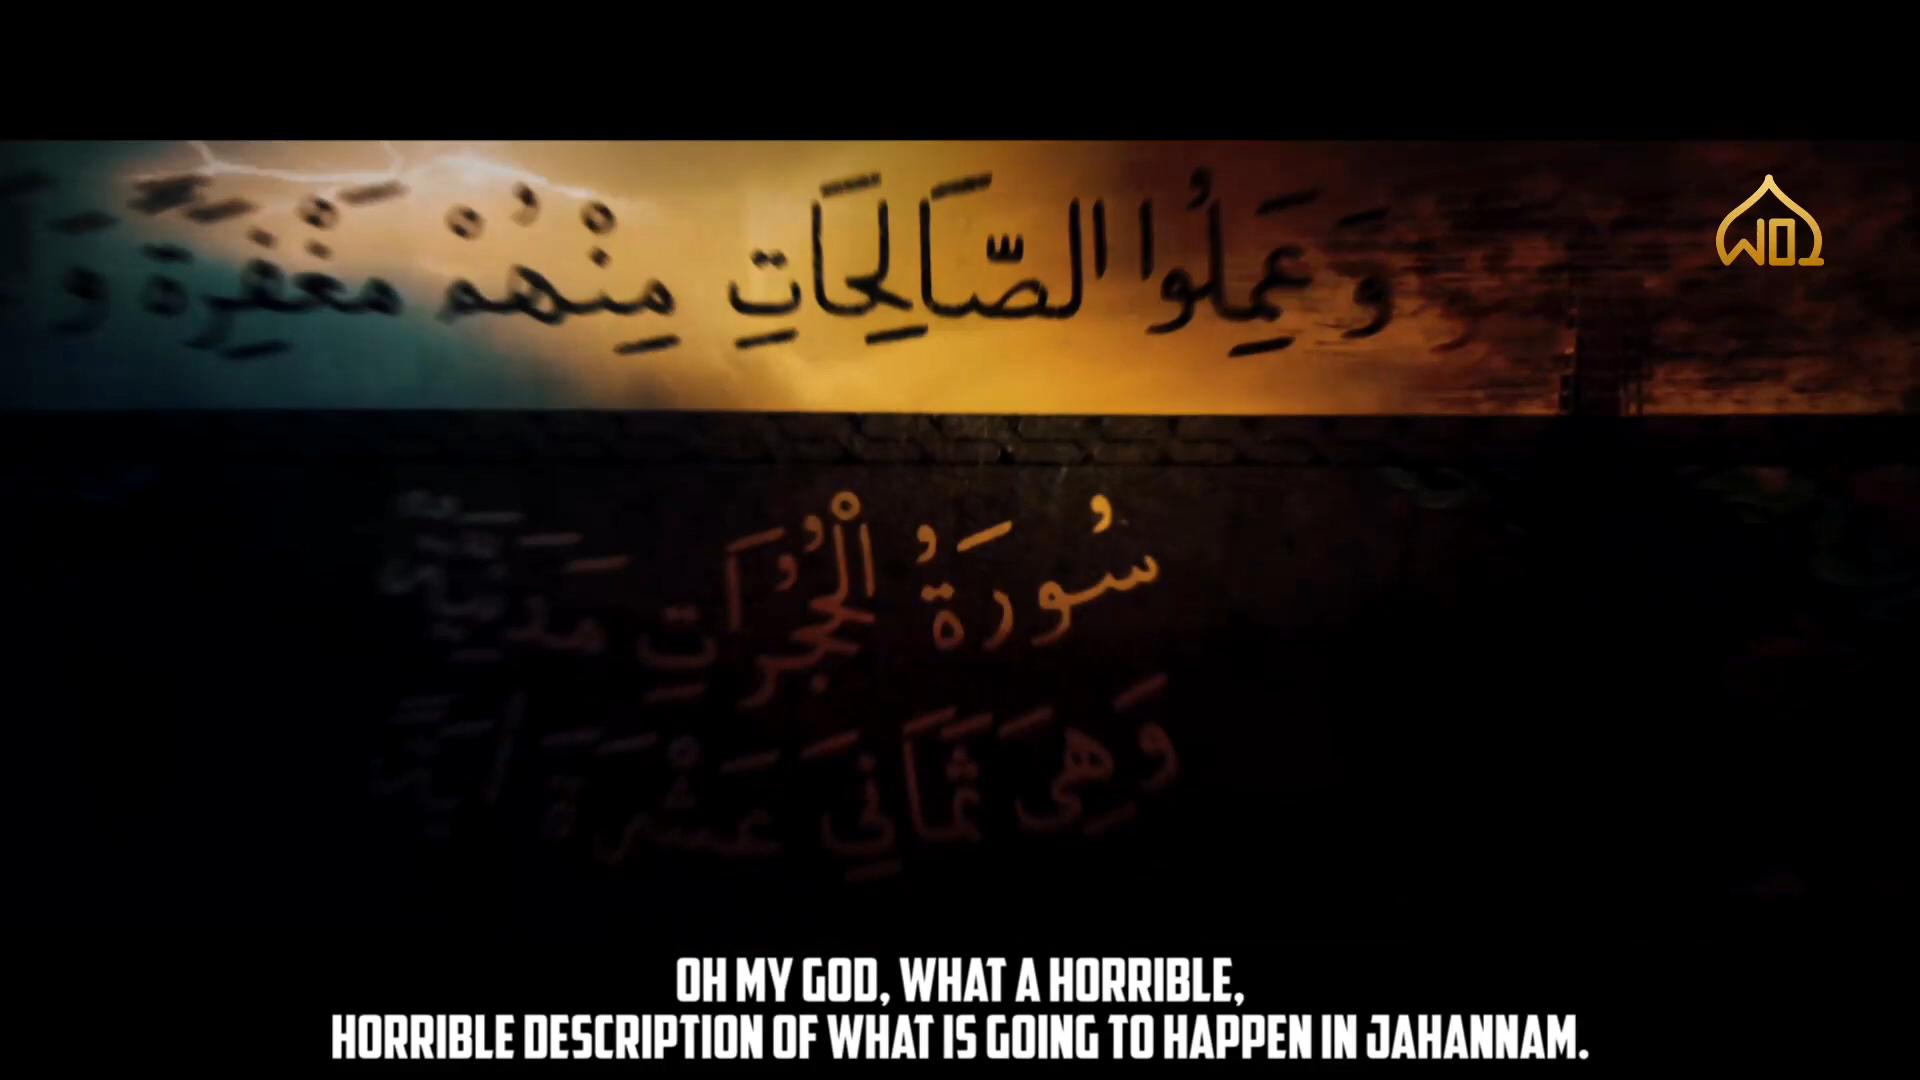 وَعَمِلُوا الصَّالِحَاتِ مِنْهُمْ مَغْفِرَةً وَ
سُورَةُ الْحُجُرَاتِ مَدَنِيَّةٌ
وَهِيَ ثَمَانِيَ عَشْرَةَ آيَةً
OH MY GOD, WHAT A HORRIBLE,
HORRIBLE DESCRIPTION OF WHAT IS GOING TO HAPPEN IN JAHANNAM.